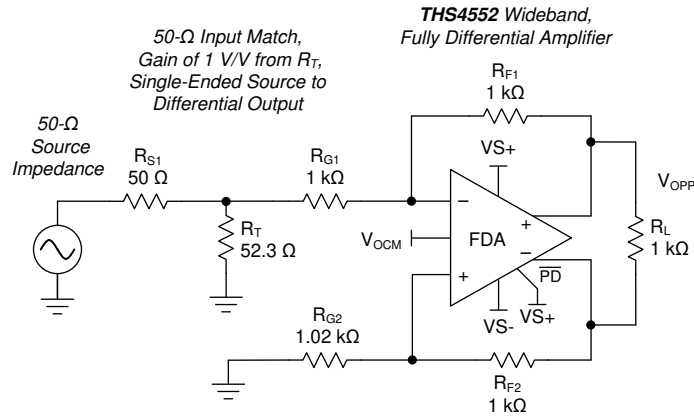 THS4552 Wideband,
Fully Differential Amplifier
50-Ω Input Match,
Gain of 1 V/V from RT,
Single-Ended Source to
Differential Output
50-Ω
Source
Impedance
RS1
50 Ω
RG1
1 kΩ
RF1
1 kΩ
VS+
RT
52.3 Ω
VOCM
−
+
FDA
+
−
PD
VS-
VS+
VOPP
RL
1 kΩ
RG2
1.02 kΩ
RF2
1 kΩ